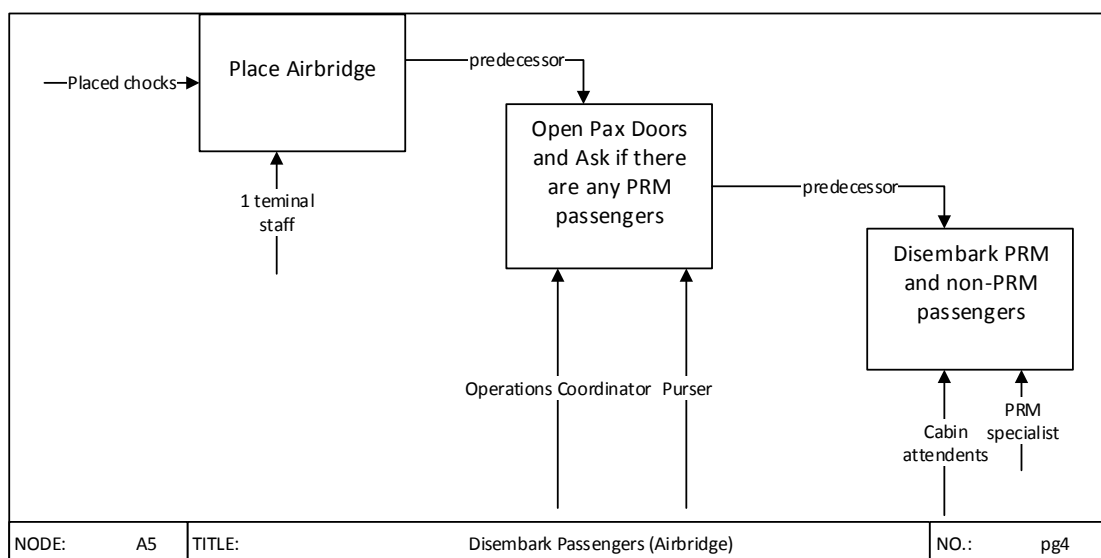 Place Airbridge
Placed chocks
predecessor
Open Pax Doors
and Ask if there
are any PRM
passengers
1 teminal
staff
predecessor
Disembark PRM
and non-PRM
passengers
Operations Coordinator
Purser
PRM
specialist
Cabin
attendents
NODE: A5 TITLE: Disembark Passengers (Airbridge) NO.: pg4